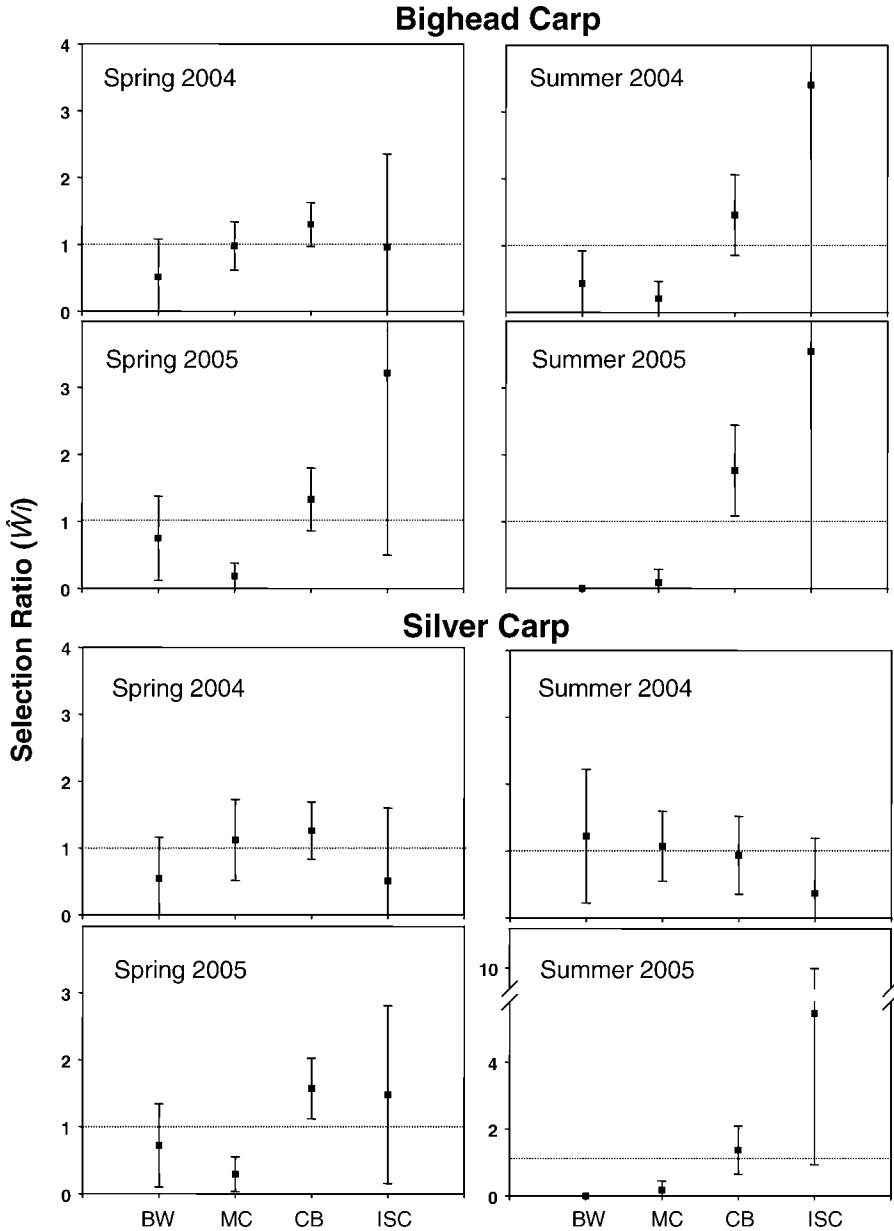 Bighead Carp
Spring 2004
Summer 2004
4
3
2
1
0
Spring 2005
Summer 2005
3
2
1
0
Selection Ratio (Ŵi)
Silver Carp
Spring 2004
Summer 2004
4
3
2
1
0
Spring 2005
Summer 2005
3
2
1
0
10
4
2
0
BW MC CB ISC
BW MC CB ISC